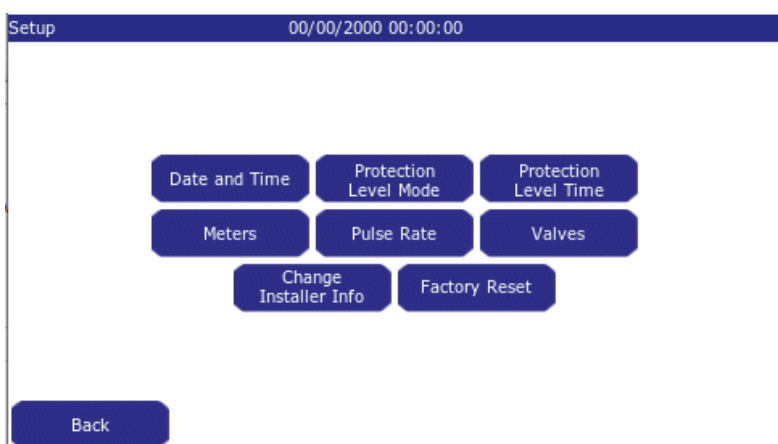 Setup 00/00/2000 00:00:00
Date and Time
Protection
Level Mode
Protection
Level Time
Meters
Pulse Rate
Valves
Change
Installer Info
Factory Reset
Back